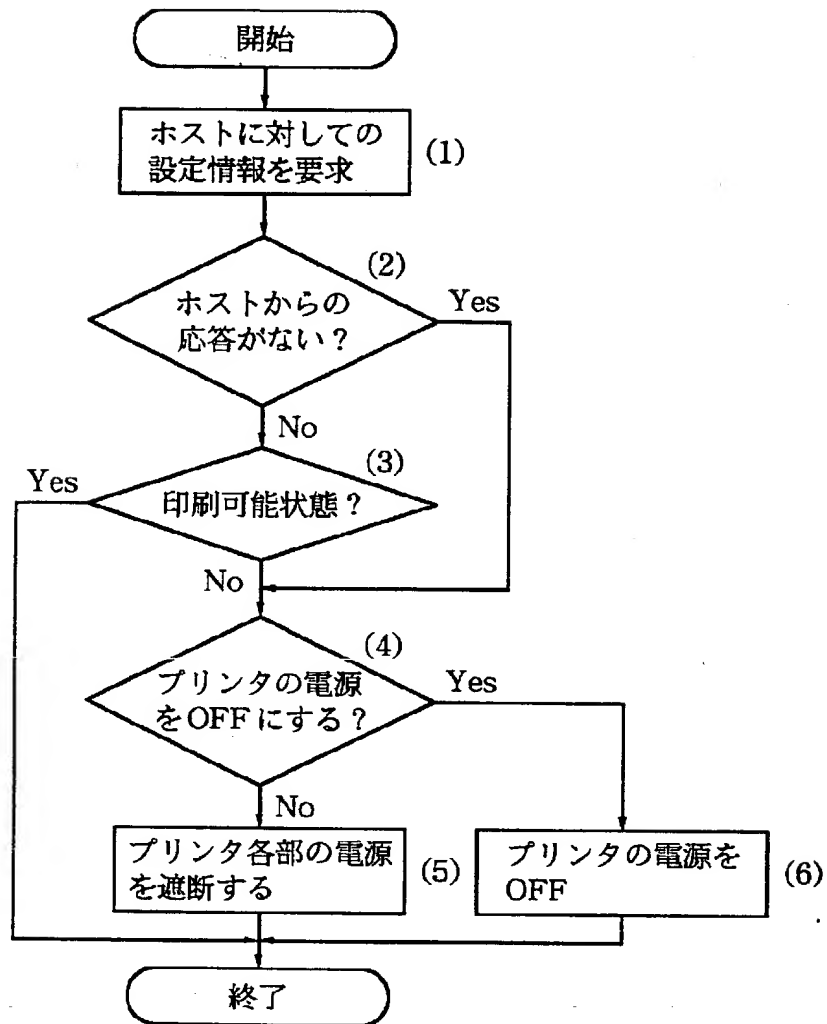 開始
ホストに対しての
設定情報を要求
(1)
(2)
ホストからの
応答がない?
Yes
No
(3)
Yes
印刷可能状態?
No
(4)
プリンタの電源
をOFFにする?
Yes
No
プリンタ各部の電源
を遮断する
(5)
プリンタの電源を
OFF
(6)
終了